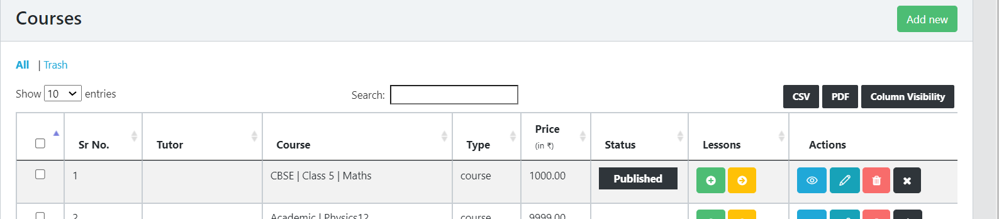 Courses
Add new
All | Trash
Show 10 entries
Search:
CSV PDF Column Visibility
Sr No. Tutor Course Type Price (in ₹) Status Lessons Actions
1 CBSE | Class 5 | Maths course 1000.00 Published
2 Academic | Physics12 course 9999.00